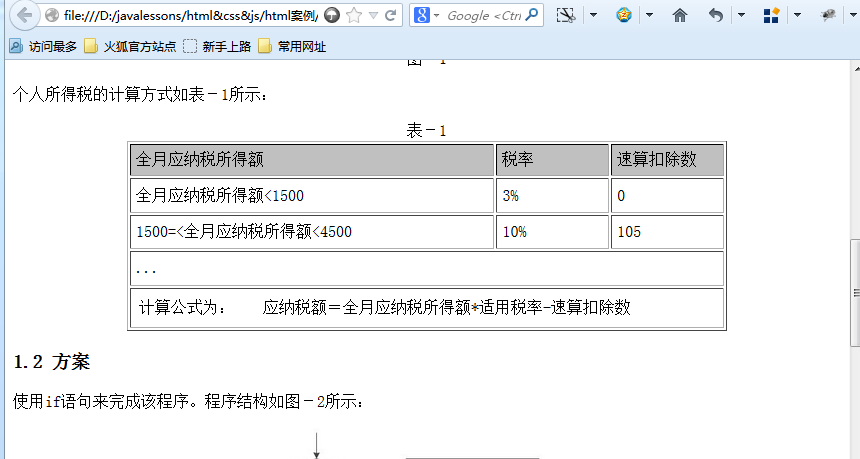 file:///D:/javalessons/html&css&js/html案例/
Google <Ctrl
访问最多 火狐官方站点 新手上路 常用网址
图－1
个人所得税的计算方式如表－1所示：
表－1
全月应纳税所得额 税率 速算扣除数
全月应纳税所得额<1500 3% 0
1500=<全月应纳税所得额<4500 10% 105
...
计算公式为： 应纳税额＝全月应纳税所得额*适用税率-速算扣除数
1.2 方案
使用if语句来完成该程序。程序结构如图－2所示：